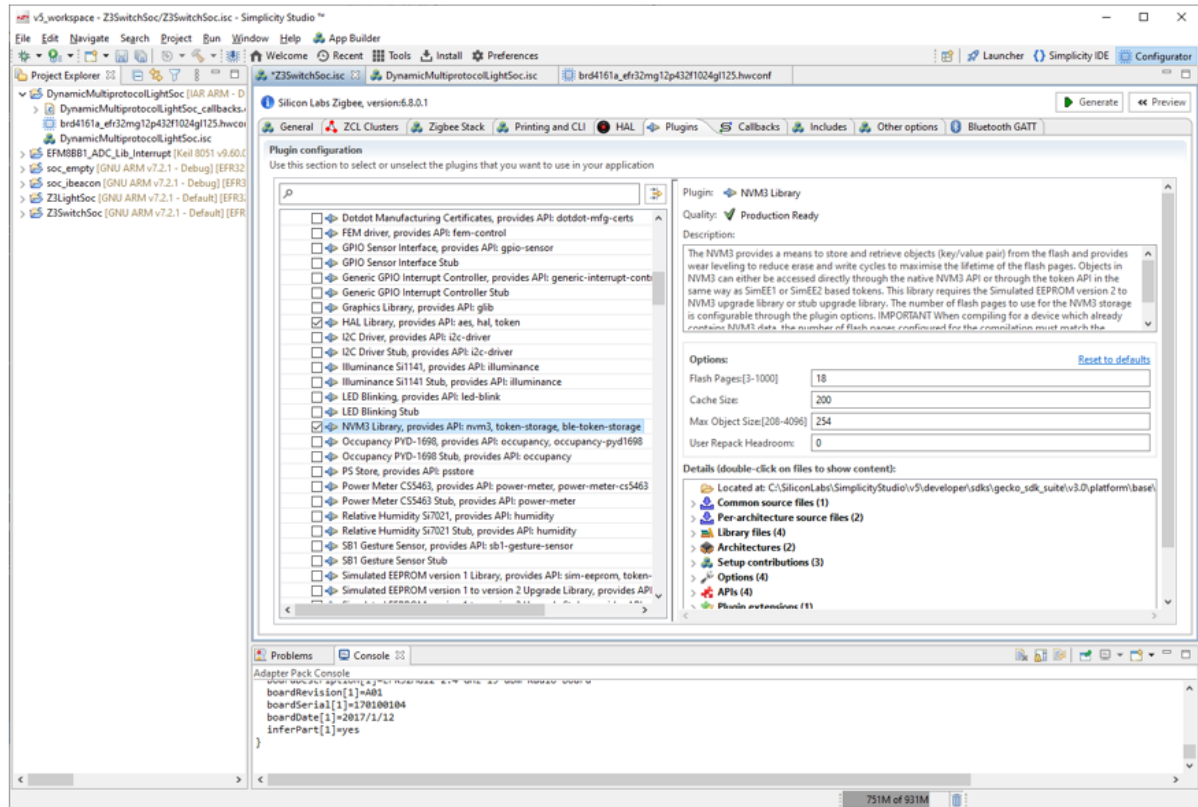 v5_workspace - Z3SwitchSoc/Z3SwitchSoc.isc - Simplicity Studio ™
File Edit Navigate Search Project Run Window Help App Builder
Welcome Recent Tools Install Preferences
Launcher Simplicity IDE Configurator
Project Explorer
DynamicMultiprotocolLightSoc [IAR ARM - D
DynamicMultiprotocolLightSoc_callbacks.
brd4161a_efr32mg12p432f1024gl125.hwcon
DynamicMultiprotocolLightSoc.isc
EFM8BB1_ADC_Lib_Interrupt [Keil 8051 v9.60.0
soc_empty [GNU ARM v7.2.1 - Debug] [EFR32
soc_ibeacon [GNU ARM v7.2.1 - Debug] [EFR3
Z3LightSoc [GNU ARM v7.2.1 - Default] [EFR3
Z3SwitchSoc [GNU ARM v7.2.1 - Default] [EFR
*Z3SwitchSoc.isc DynamicMultiprotocolLightSoc.isc brd4161a_efr32mg12p432f1024gl125.hwconf
Silicon Labs Zigbee, version:6.8.0.1
Generate Preview
General ZCL Clusters Zigbee Stack Printing and CLI HAL Plugins Callbacks Includes Other options Bluetooth GATT
Plugin configuration
Use this section to select or unselect the plugins that you want to use in your application
Dotdot Manufacturing Certificates, provides API: dotdot-mfg-certs
FEM driver, provides API: fem-control
GPIO Sensor Interface, provides API: gpio-sensor
GPIO Sensor Interface Stub
Generic GPIO Interrupt Controller, provides API: generic-interrupt-cont
Generic GPIO Interrupt Controller Stub
Graphics Library, provides API: glib
HAL Library, provides API: aes, hal, token
I2C Driver, provides API: i2c-driver
I2C Driver Stub, provides API: i2c-driver
Illuminance Si1141, provides API: illuminance
Illuminance Si1141 Stub, provides API: illuminance
LED Blinking, provides API: led-blink
LED Blinking Stub
NVM3 Library, provides API: nvm3, token-storage, ble-token-storage
Occupancy PYD-1698, provides API: occupancy, occupancy-pyd1698
Occupancy PYD-1698 Stub, provides API: occupancy
PS Store, provides API: psstore
Power Meter CS5463, provides API: power-meter, power-meter-cs5463
Power Meter CS5463 Stub, provides API: power-meter
Relative Humidity Si7021, provides API: humidity
Relative Humidity Si7021 Stub, provides API: humidity
SB1 Gesture Sensor, provides API: sb1-gesture-sensor
SB1 Gesture Sensor Stub
Simulated EEPROM version 1 Library, provides API: sim-eeprom, token-
Simulated EEPROM version 1 to version 2 Upgrade Library, provides API
Plugin: NVM3 Library
Quality: Production Ready
Description:
The NVM3 provides a means to store and retrieve objects (key/value pair) from the flash and provides
wear leveling to reduce erase and write cycles to maximise the lifetime of the flash pages. Objects in
NVM3 can either be accessed directly through the native NVM3 API or through the token API in the
same way as SimEE1 or SimEE2 based tokens. This library requires the Simulated EEPROM version 2 to
NVM3 upgrade library or stub upgrade library. The number of flash pages to use for the NVM3 storage
is configurable through the plugin options. IMPORTANT When compiling for a device which already
contains NVM3 data, the number of flash pages configured for the compilation must match the
Options: Reset to defaults
Flash Pages:[3-1000] 18
Cache Size: 200
Max Object Size:[208-4096] 254
User Repack Headroom: 0
Details (double-click on files to show content):
Located at: C:\SiliconLabs\SimplicityStudio\v5\developer\sdks\gecko_sdk_suite\v3.0\platform\base\
Common source files (1)
Per-architecture source files (2)
Library files (4)
Architectures (2)
Setup contributions (3)
Options (4)
APIs (4)
Plugin extensions (1)
Problems Console
Adapter Pack Console
boardRevision[1]=A01
boardSerial[1]=170100104
boardDate[1]=2017/1/12
inferPart[1]=yes
}
751M of 931M